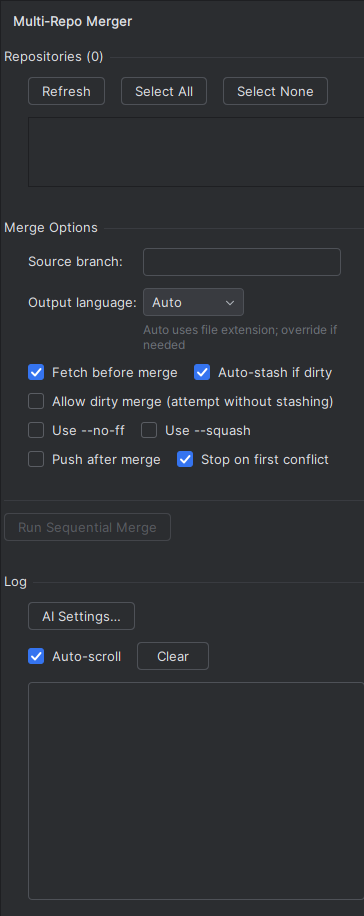 Multi-Repo Merger
Repositories (0)
Refresh Select All Select None
Merge Options
Source branch:
Output language: Auto
Auto uses file extension; override if
needed
Fetch before merge Auto-stash if dirty
Allow dirty merge (attempt without stashing)
Use --no-ff Use --squash
Push after merge Stop on first conflict
Run Sequential Merge
Log
AI Settings...
Auto-scroll Clear